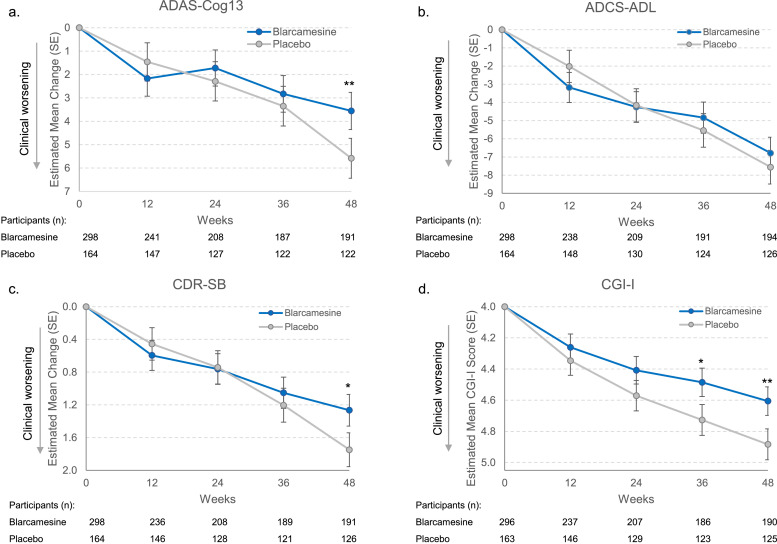 a.
ADAS-Cog13
Clinical worsening
Estimated Mean Change (SE)
0
1
2
3
4
5
6
7
Blarcamesine
Placebo
**
0 12 24 36 48
Weeks
Participants (n):
Blarcamesine 298 241 208 187 191
Placebo 164 147 127 122 122
b.
ADCS-ADL
Clinical worsening
Estimated Mean Change (SE)
-0
-1
-2
-3
-4
-5
-6
-7
-8
-9
Blarcamesine
Placebo
0 12 24 36 48
Weeks
Participants (n):
Blarcamesine 298 238 209 191 194
Placebo 164 148 130 124 126
c.
CDR-SB
Clinical worsening
Estimated Mean Change (SE)
0.0
0.4
0.8
1.2
1.6
2.0
Blarcamesine
Placebo
*
0 12 24 36 48
Weeks
Participants (n):
Blarcamesine 298 236 208 189 191
Placebo 164 146 128 121 126
d.
CGI-I
Clinical worsening
Estimated Mean CGI-I Score (SE)
4.0
4.2
4.4
4.6
4.8
5.0
Blarcamesine
Placebo
*
**
0 12 24 36 48
Weeks
Participants (n):
Blarcamesine 296 237 207 186 190
Placebo 163 146 129 123 125